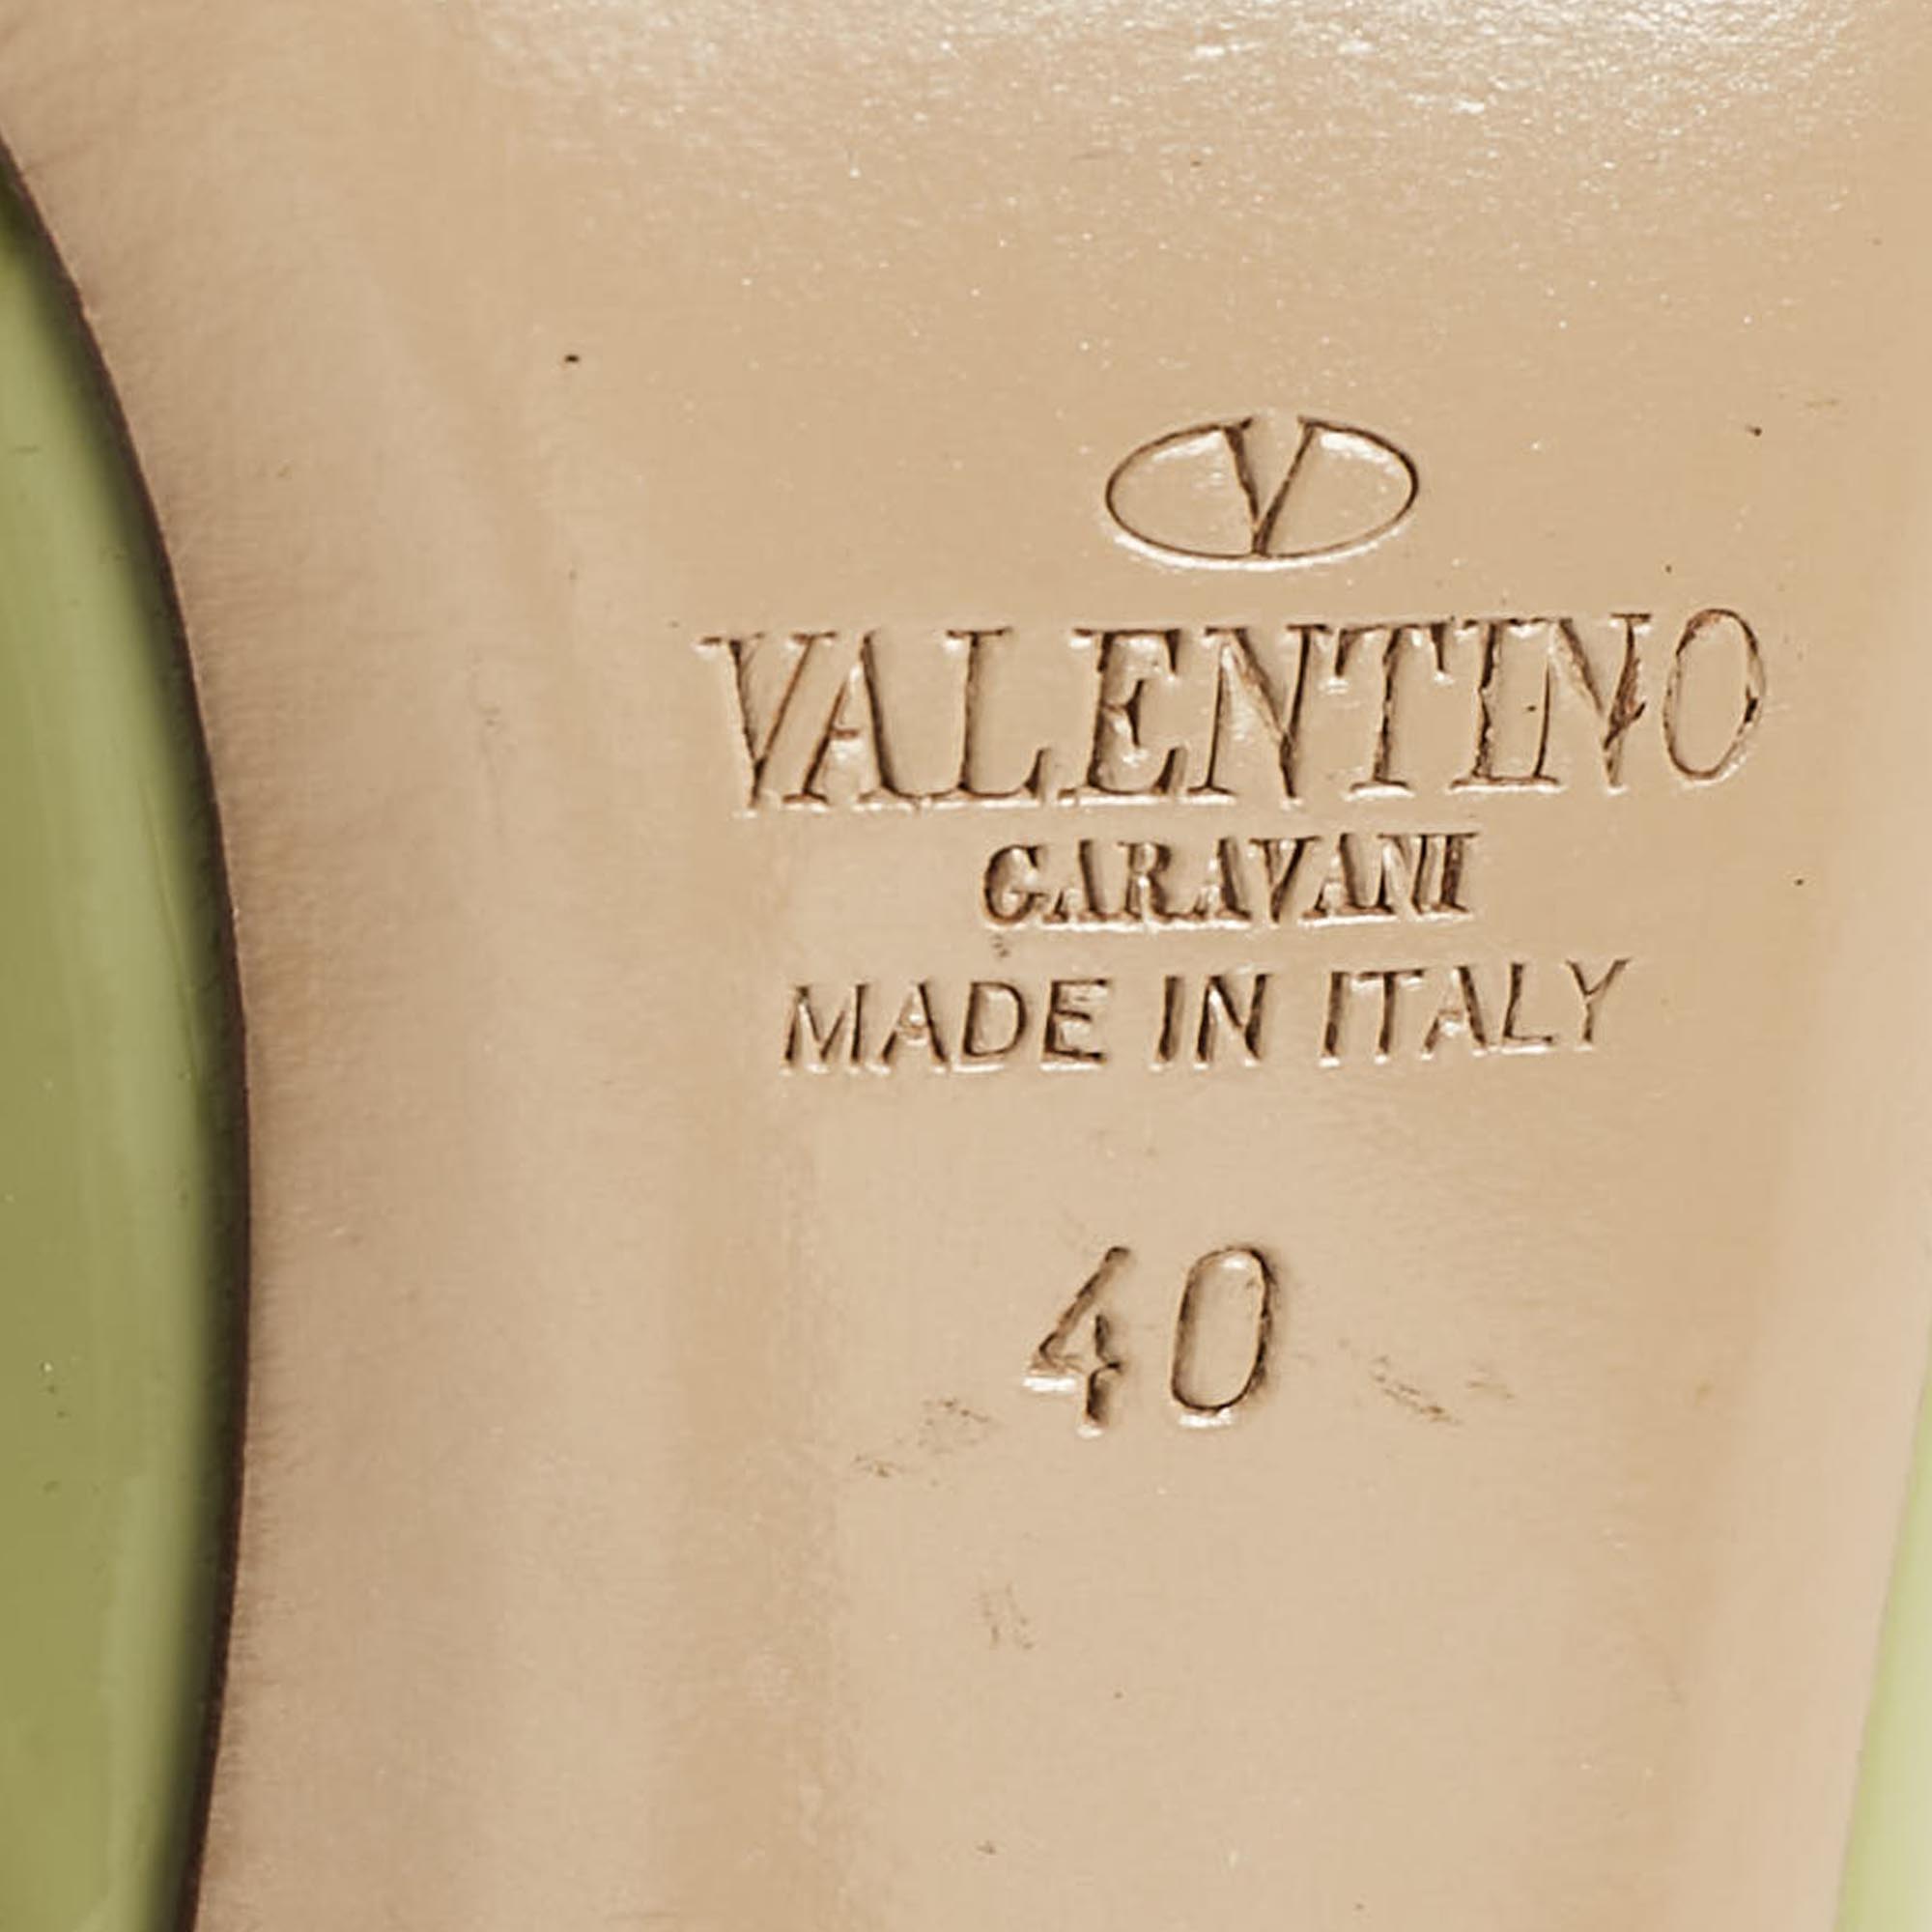 V
VALENTINO
GARAVANI
MADE IN ITALY
40